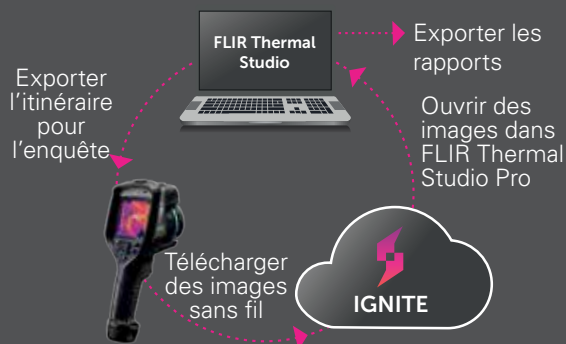 FLIR Thermal
Studio
Exporter les
rapports
Exporter
l'itinéraire
pour
l'enquête
Ouvrir des
images dans
FLIR Thermal
Studio Pro
Télécharger
des images
sans fil
IGNITE